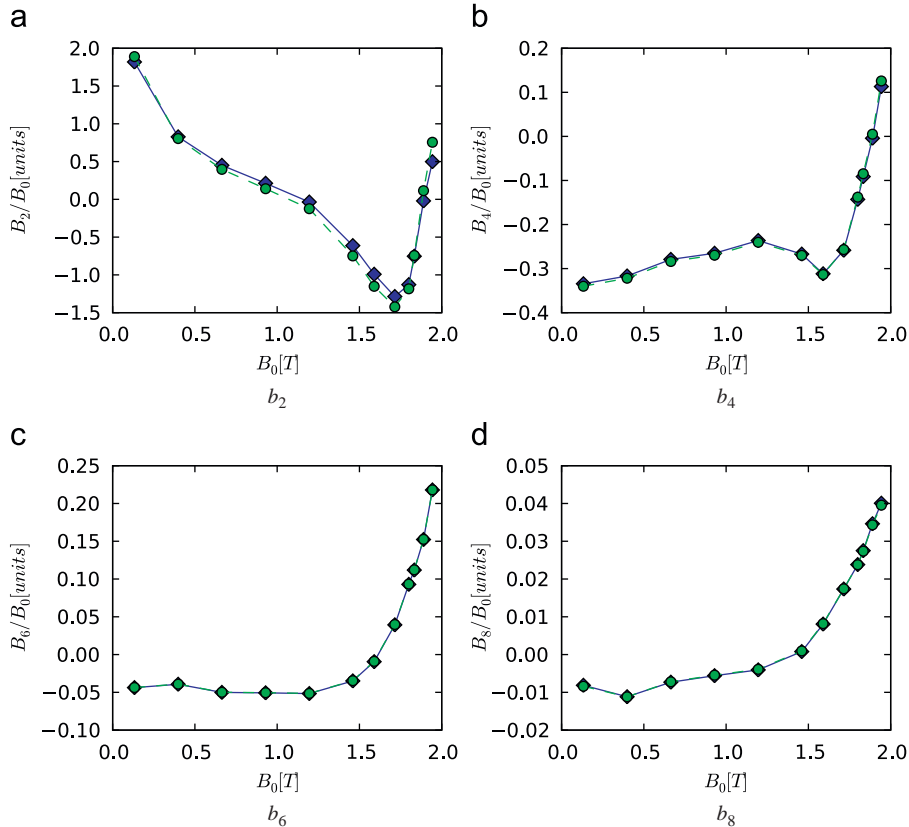 a
2.0
1.5
1.0
0.5
0.0
−0.5
−1.0
−1.5
0.0 0.5 1.0 1.5 2.0
B₂/B₀[units]
B₀[T]
b₂
b
0.2
0.1
0.0
−0.1
−0.2
−0.3
−0.4
0.0 0.5 1.0 1.5 2.0
B₄/B₀[units]
B₀[T]
b₄
c
0.25
0.20
0.15
0.10
0.05
0.00
−0.05
−0.10
0.0 0.5 1.0 1.5 2.0
B₆/B₀[units]
B₀[T]
b₆
d
0.05
0.04
0.03
0.02
0.01
0.00
−0.01
−0.02
0.0 0.5 1.0 1.5 2.0
B₈/B₀[units]
B₀[T]
b₈